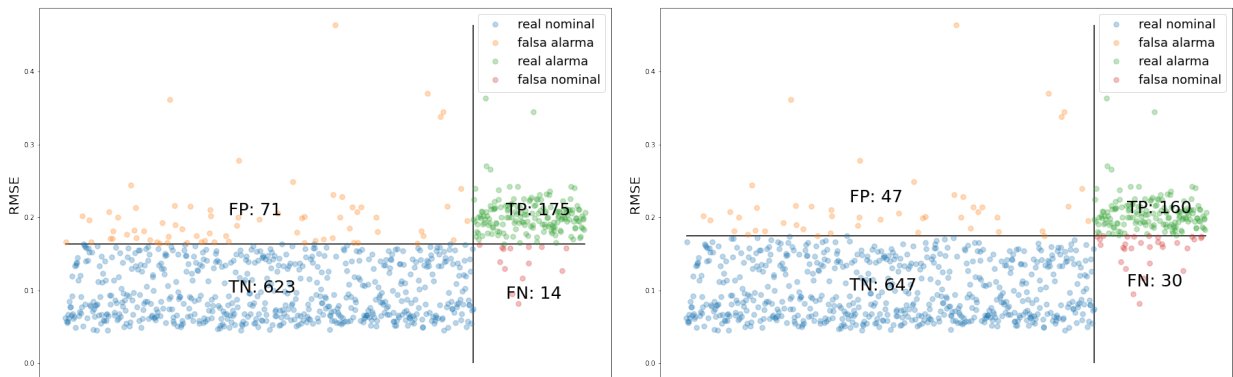 real nominal
falsa alarma
real alarma
falsa nominal
0.4
0.3
0.2
0.1
0.0
RMSE
FP: 71
TP: 175
TN: 623
FN: 14
real nominal
falsa alarma
real alarma
falsa nominal
0.4
0.3
0.2
0.1
0.0
RMSE
FP: 47
TP: 160
TN: 647
FN: 30